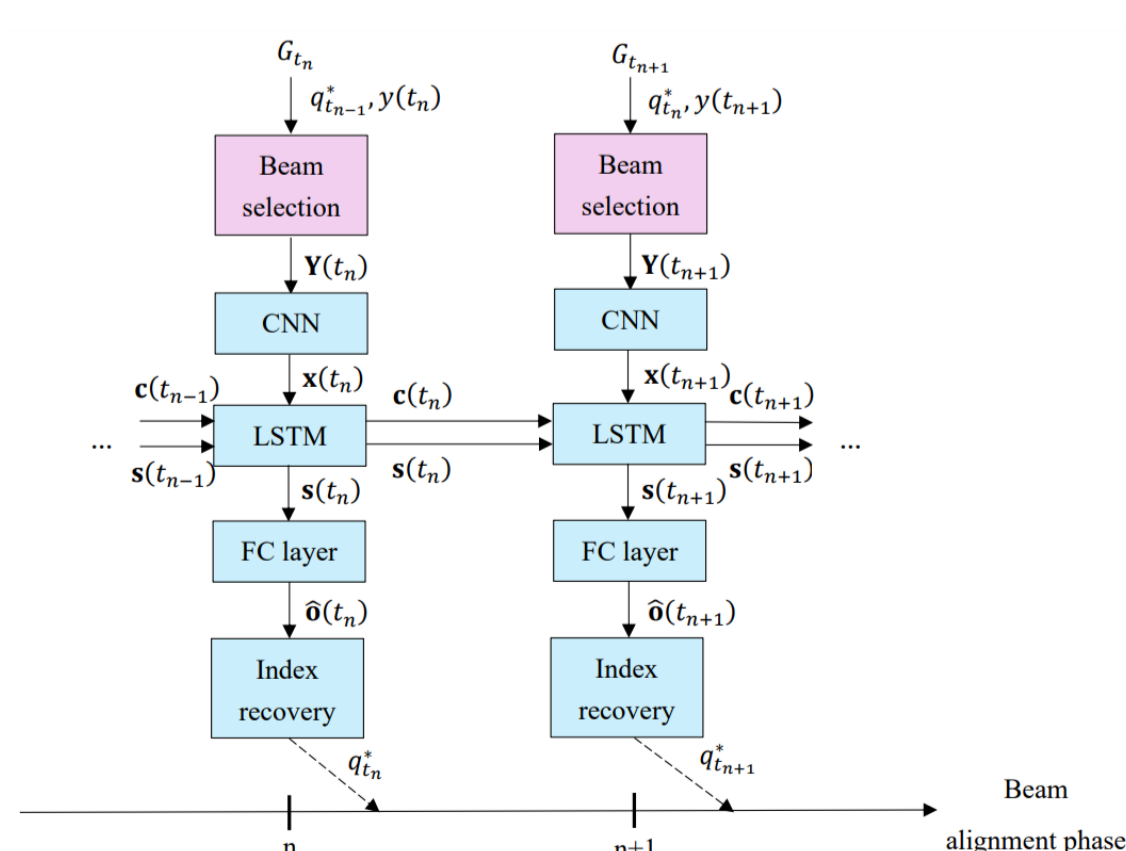 G_{t_n}
q^*_{t_{n-1}}, y(t_n)
Beam
selection
Y(t_n)
CNN
x(t_n)
c(t_{n-1})
...
s(t_{n-1})
LSTM
c(t_n)
s(t_n)
s(t_n)
FC layer
ô(t_n)
Index
recovery
q^*_{t_n}
n
G_{t_{n+1}}
q^*_{t_n}, y(t_{n+1})
Beam
selection
Y(t_{n+1})
CNN
x(t_{n+1})
LSTM
c(t_{n+1})
...
s(t_{n+1})
s(t_{n+1})
FC layer
ô(t_{n+1})
Index
recovery
q^*_{t_{n+1}}
n+1
Beam
alignment phase